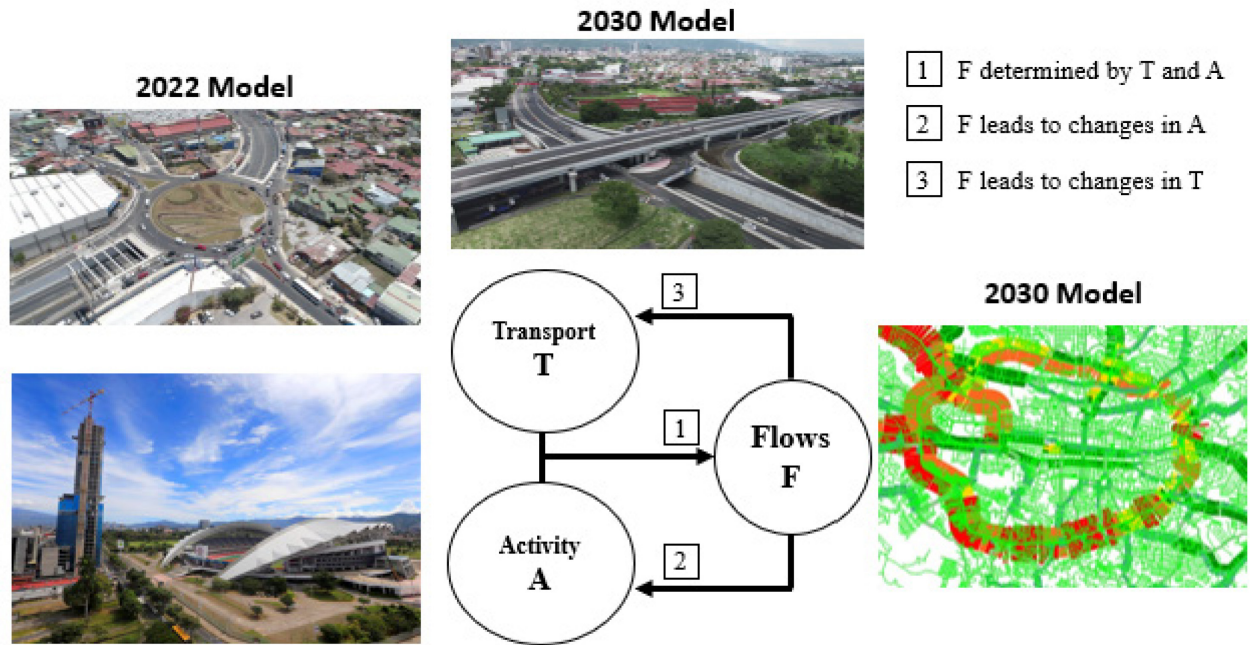 2030 Model
2022 Model
1 F determined by T and A
2 F leads to changes in A
3 F leads to changes in T
2030 Model
3
Transport
T
1
Flows
F
Activity
A
2